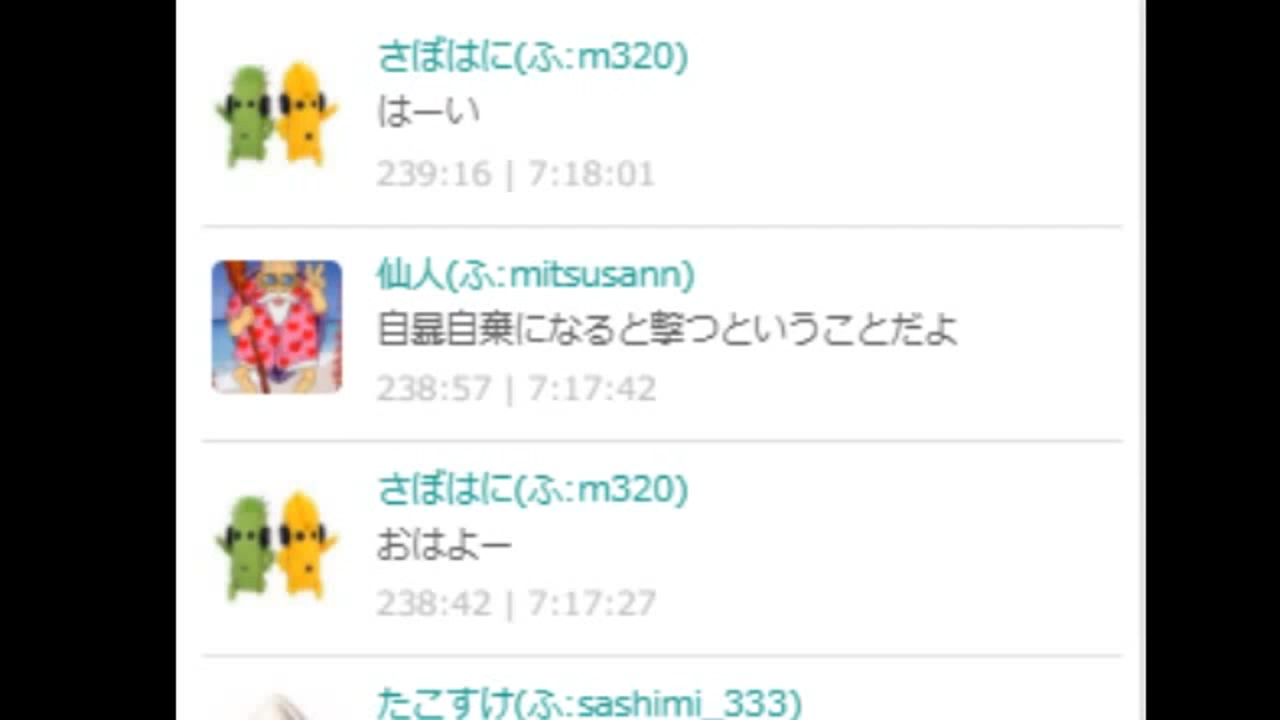 さぼはに(ふ:m320)
はーい
239:16 | 7:18:01
仙人(ふ:mitsusann)
自暴自棄になると撃つということだよ
238:57 | 7:17:42
さぼはに(ふ:m320)
おはよー
238:42 | 7:17:27
たこすけ(ふ:sashimi_333)